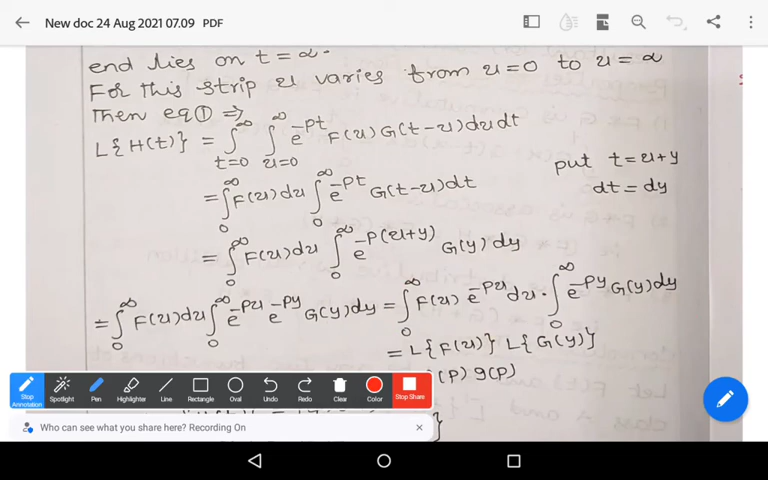 New doc 24 Aug 2021 07.09 PDF
end lies on t = ∞.
For this strip u varies from u=0 to u=∞
Then eq ① ⇒
L{H(t)} = ∫_{t=0}^{∞} ∫_{u=0}^{∞} e^{-pt} F(u) G(t-u) du dt
put t = u+y
= ∫_0^∞ F(u) du ∫_0^∞ e^{-pt} G(t-u) dt
dt = dy
= ∫_0^∞ F(u) du ∫_0^∞ e^{-p(u+y)} G(y) dy
= ∫_0^∞ F(u) du ∫_0^∞ e^{-pu} e^{-py} G(y) dy = ∫_0^∞ F(u) e^{-pu} du . ∫_0^∞ e^{-py} G(y) dy
= L{F(u)} L{G(y)}
(p) g(p)
Stop Annotation Spotlight Pen Highlighter Line Rectangle Oval Undo Redo Clear Color Stop Share
Who can see what you share here? Recording On